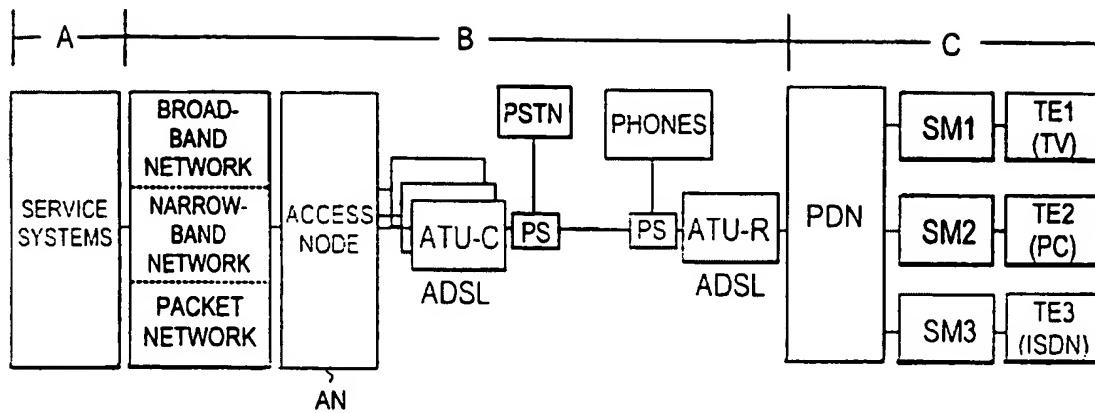 A
B
C
SERVICE
SYSTEMS
BROAD-
BAND
NETWORK
NARROW-
BAND
NETWORK
PACKET
NETWORK
ACCESS
NODE
AN
ATU-C
ADSL
PS
PSTN
PHONES
PS
ATU-R
ADSL
PDN
SM1
TE1
(TV)
SM2
TE2
(PC)
SM3
TE3
(ISDN)